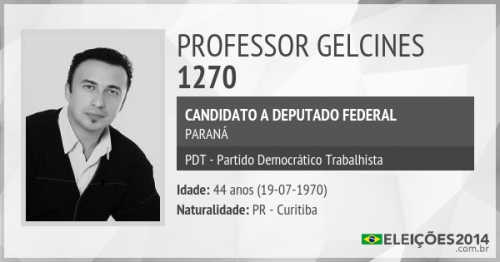 PROFESSOR GELCINES
1270
CANDIDATO A DEPUTADO FEDERAL
PARANÁ
PDT - Partido Democrático Trabalhista
Idade: 44 anos (19-07-1970)
Naturalidade: PR - Curitiba
ELEIÇÕES2014
.com.br